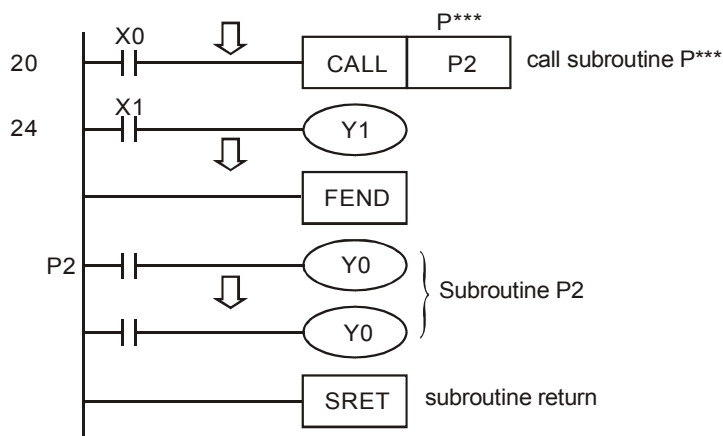 P***
X0
20
CALL P2
call subroutine P***
X1
24
Y1
FEND
P2
Y0
Subroutine P2
Y0
SRET
subroutine return